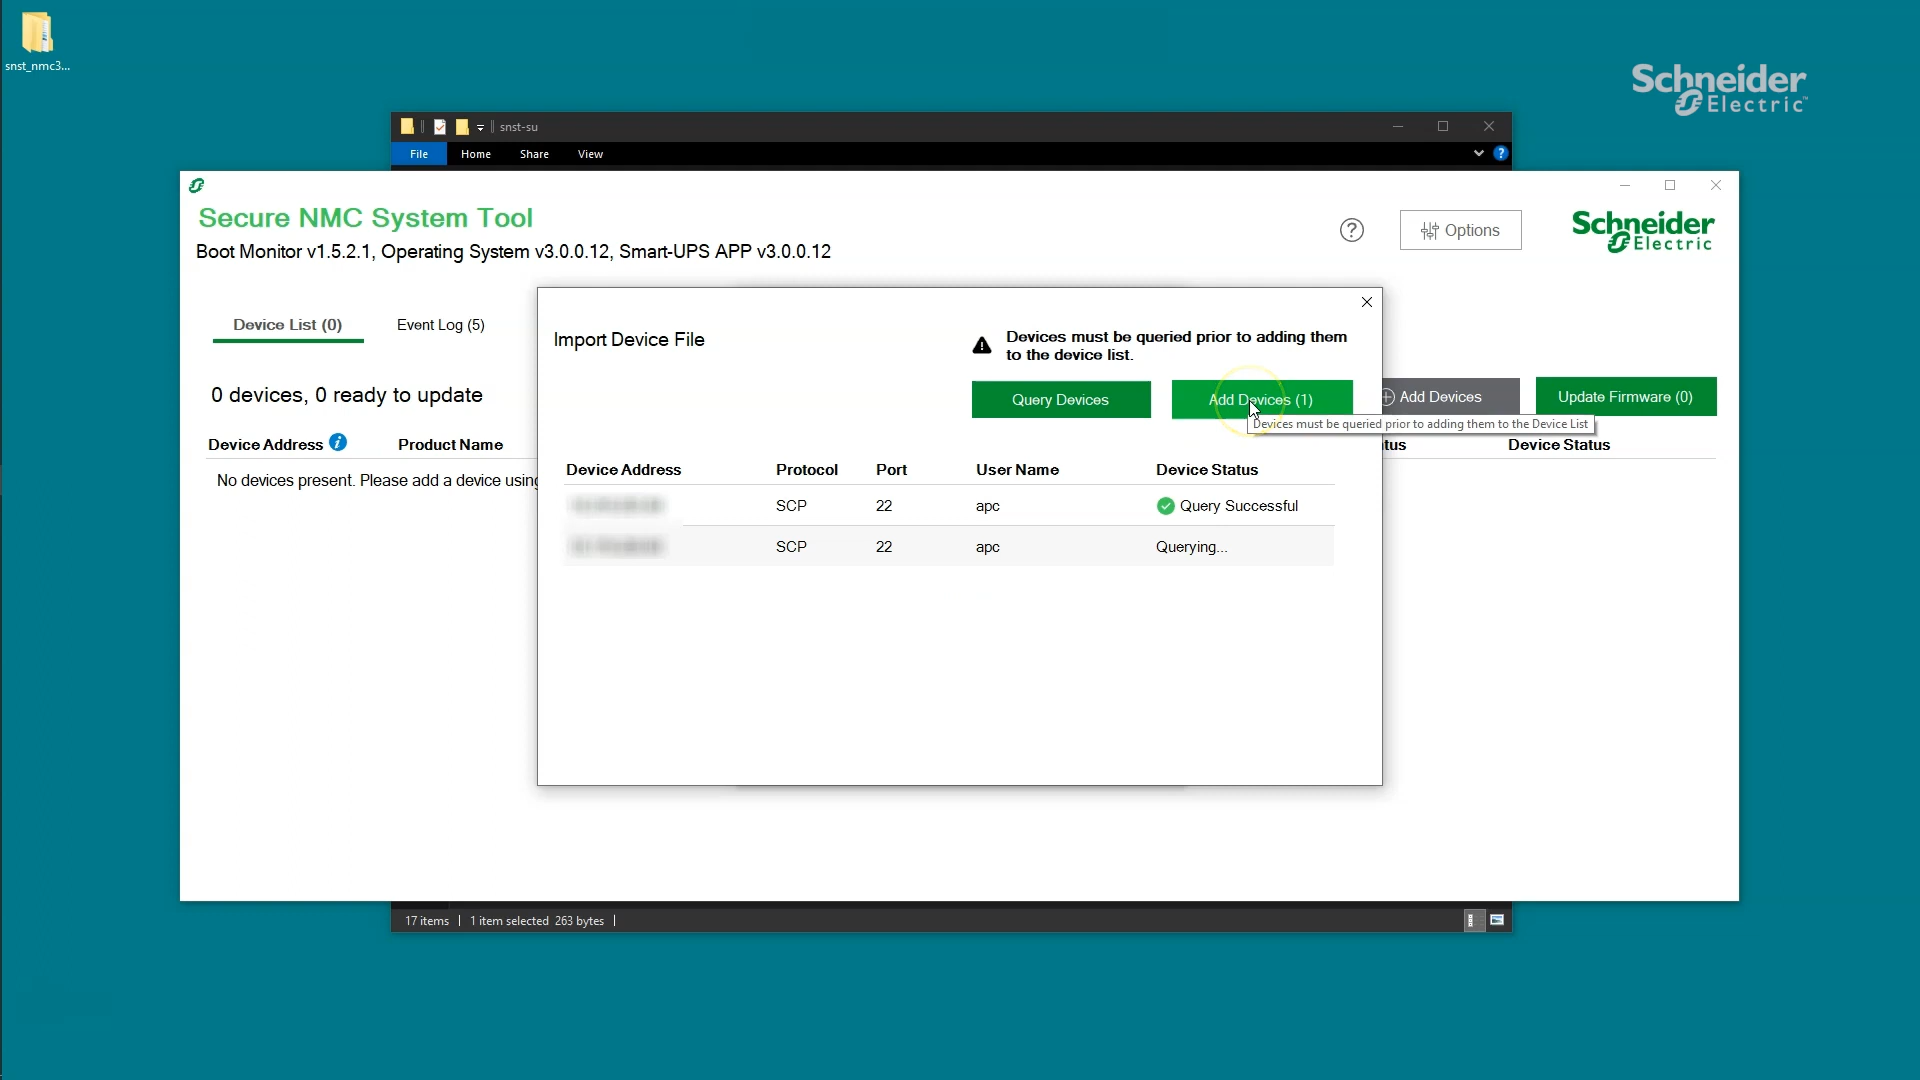 snst_nmc3...
Schneider
Electric™
snst-su
File Home Share View
?
Secure NMC System Tool
Boot Monitor v1.5.2.1, Operating System v3.0.0.12, Smart-UPS APP v3.0.0.12
?
Options
Schneider
Electric
Device List (0)
Event Log (5)
0 devices, 0 ready to update
Add Devices
Update Firmware (0)
Device Address
Product Name
tus
Device Status
No devices present. Please add a device using
Import Device File
Devices must be queried prior to adding them
to the device list.
Query Devices
Add Devices (1)
Devices must be queried prior to adding them to the Device List
Device Address Protocol Port User Name Device Status
SCP 22 apc Query Successful
SCP 22 apc Querying...
17 items 1 item selected 263 bytes